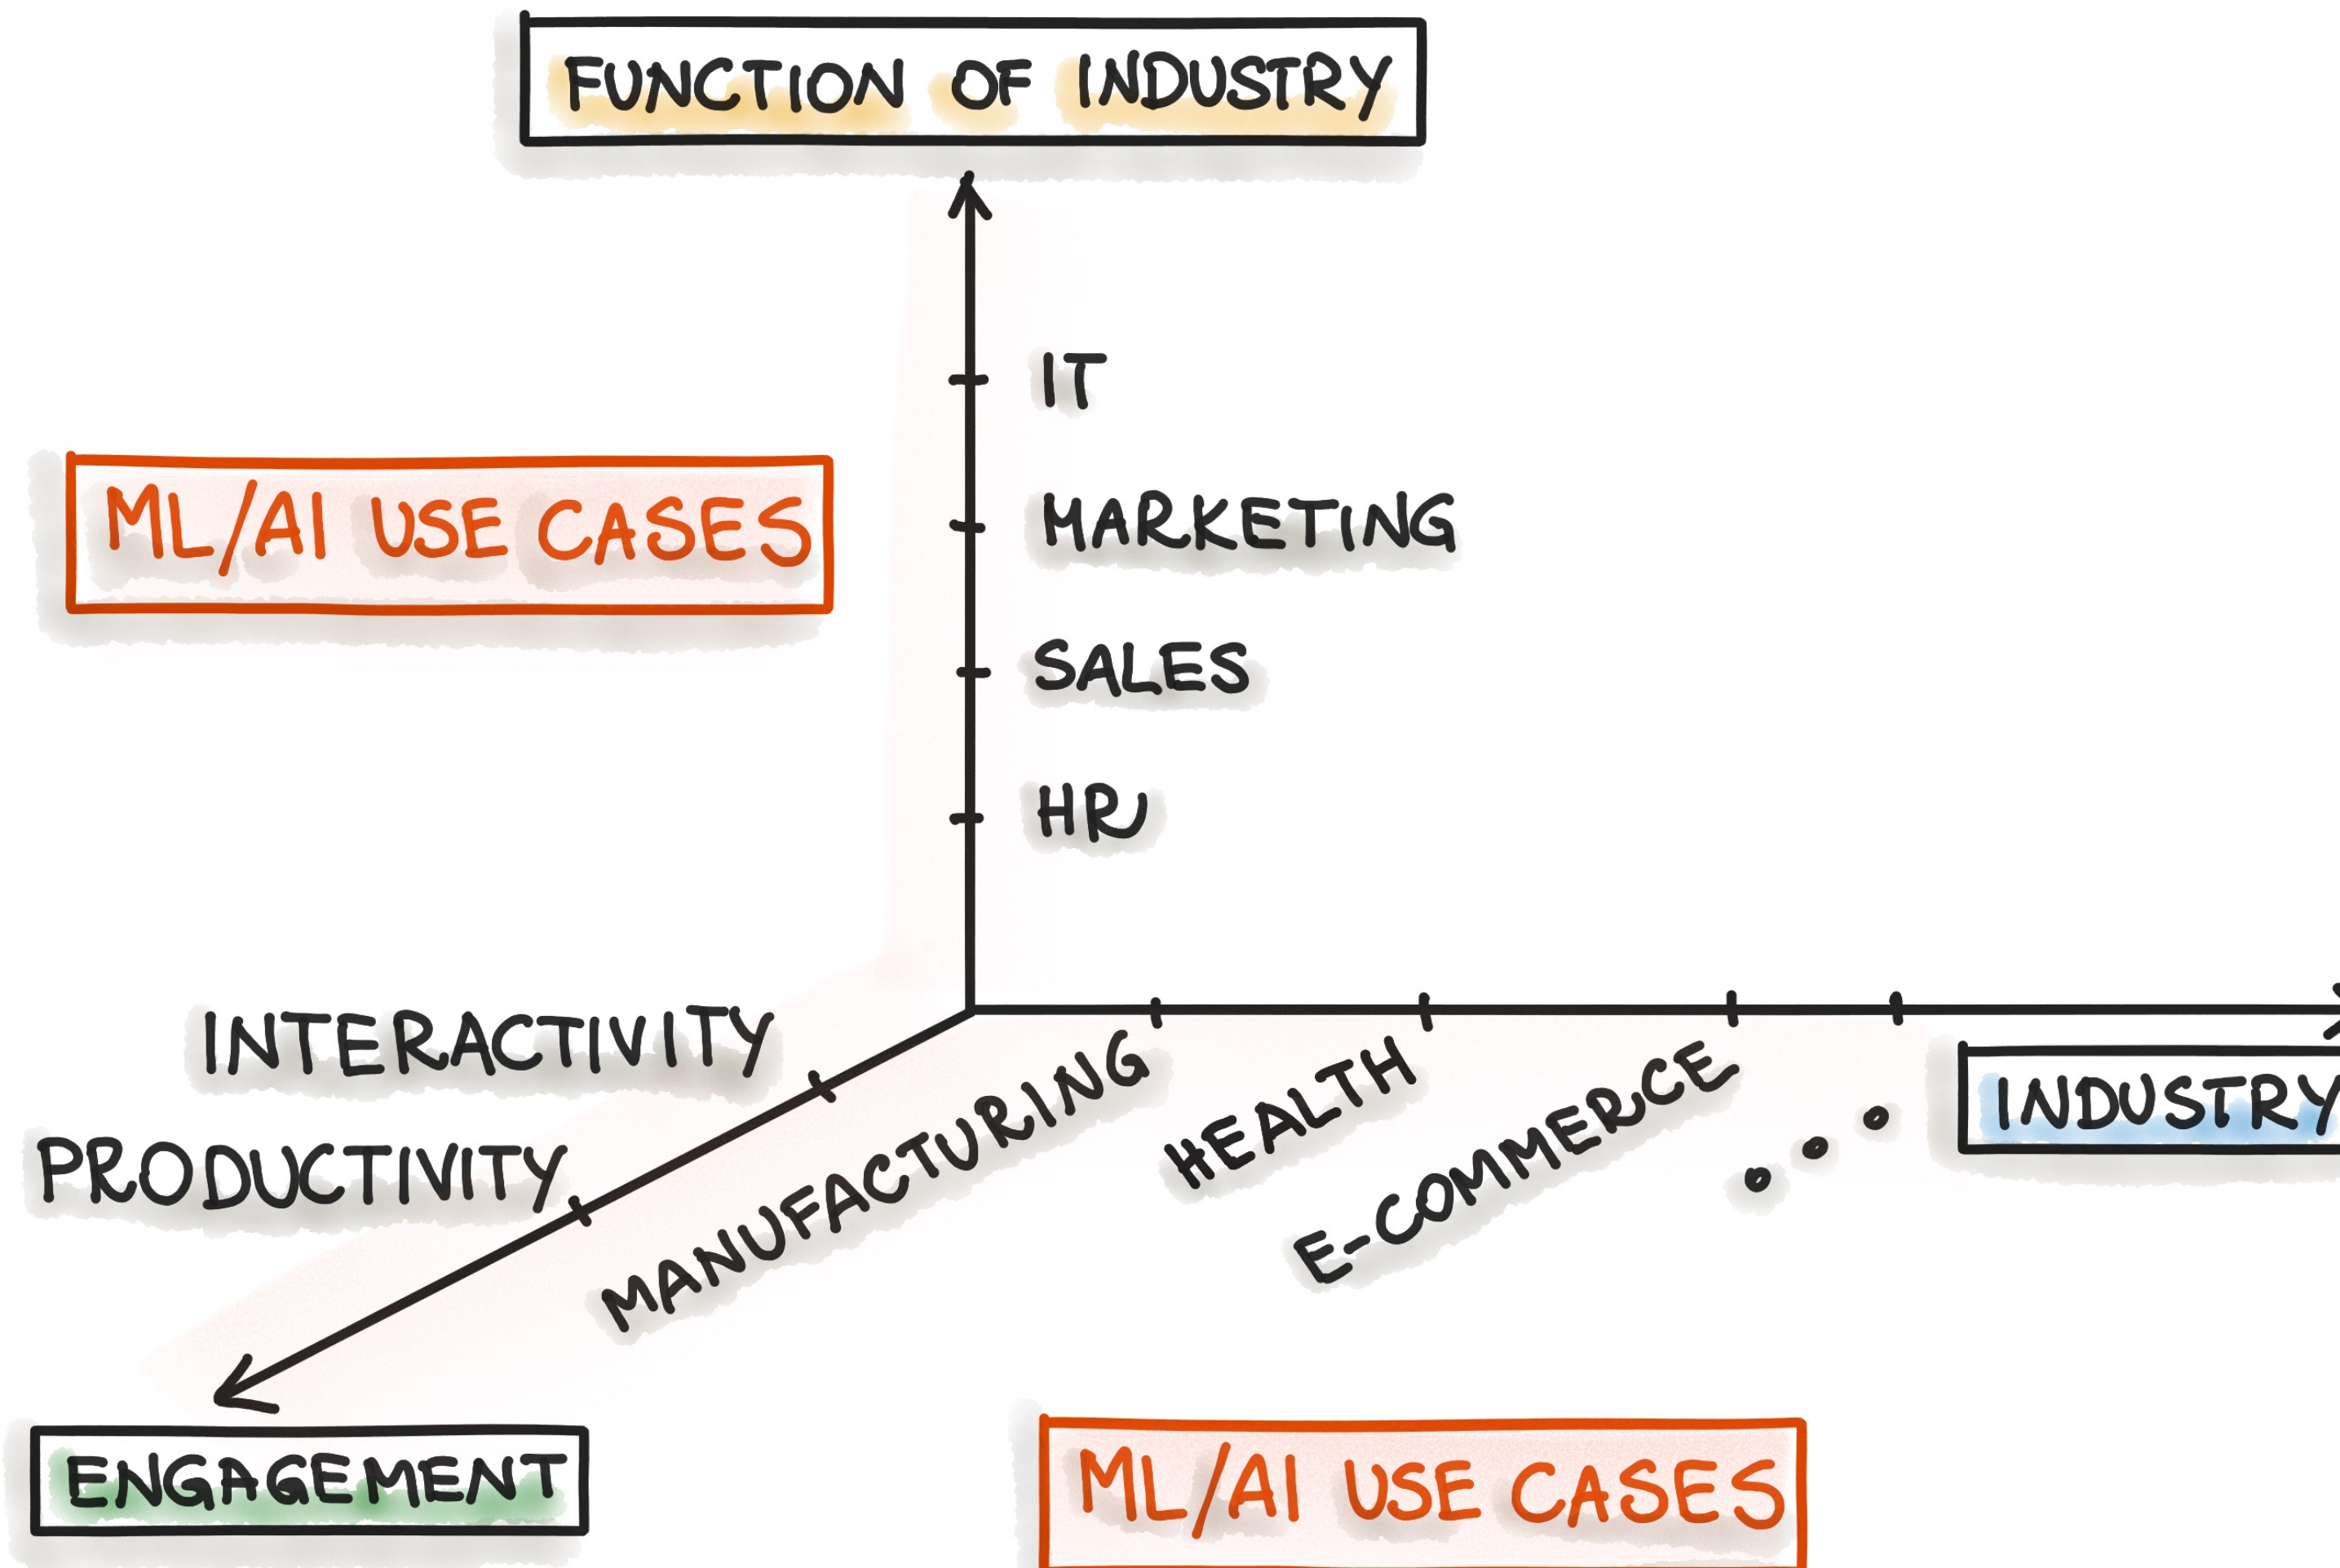 FUNCTION OF INDUSTRY
IT
MARKETING
ML/AI USE CASES
SALES
HR
INTERACTIVITY
PRODUCTIVITY
MANUFACTURING
HEALTH
E-COMMERCE
INDUSTRY
ENGAGEMENT
ML/AI USE CASES